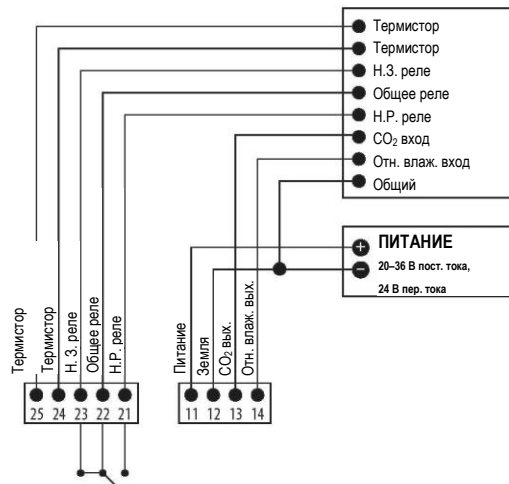 Термистор
Термистор
Н.З. реле
Общее реле
Н.Р. реле
CO₂ вход
Отн. влаж. вход
Общий
ПИТАНИЕ
20–36 В пост. тока,
24 В пер. тока
Термистор
Термистор
Н. З. реле
Общее реле
Н.Р. реле
Питание
Земля
CO₂ вых.
Отн. влаж. вых.
25 24 23 22 21
11 12 13 14